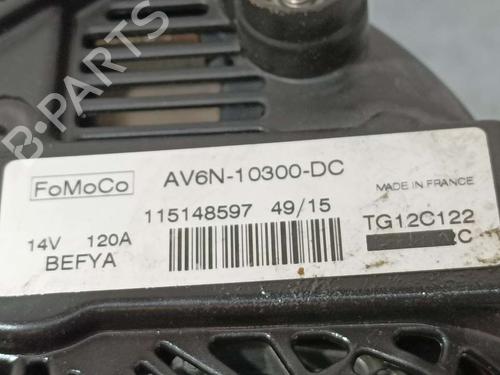 B-PARTS
FoMoCo
AV6N-10300-DC
MADE IN FRANCE
115148597 49/15
14V 120A
BEFYA
TG12C122
C